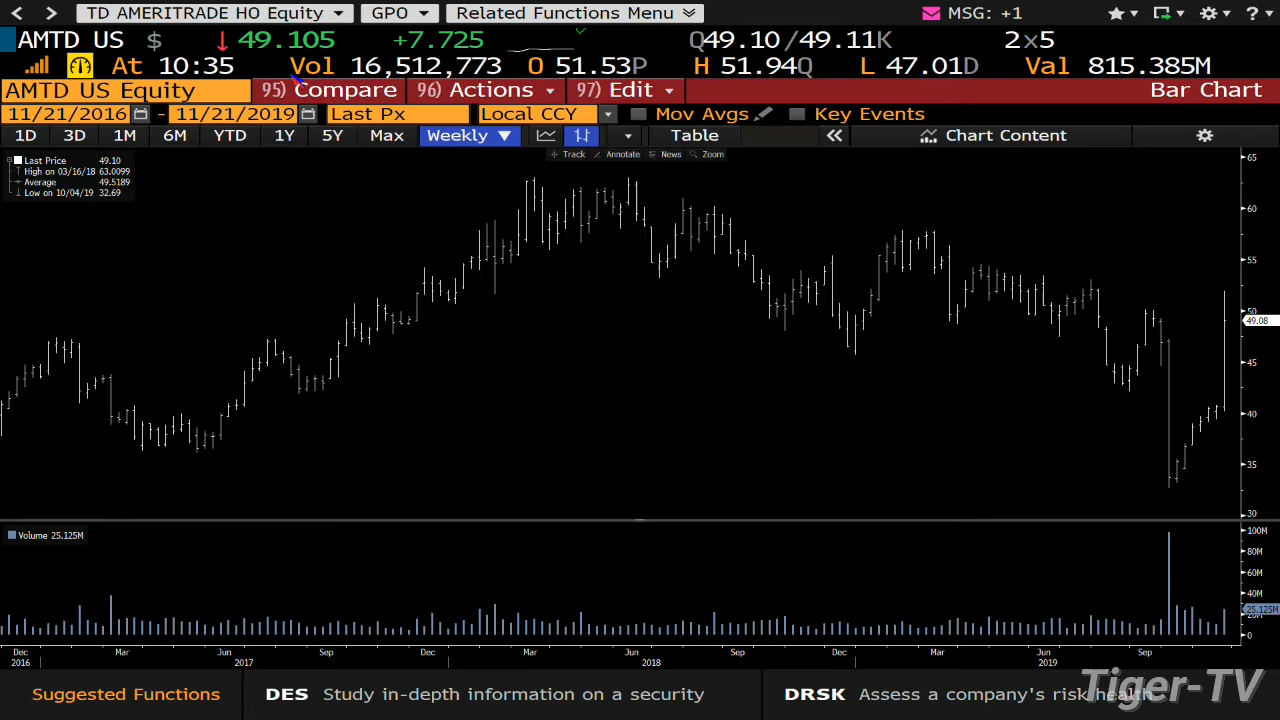 TD AMERITRADE HO Equity GPO Related Functions Menu MSG: +1 ?
AMTD US $ ↓ 49.105 +7.725 Q49.10/49.11K 2x5
At 10:35 Vol 16,512,773 O 51.53P H 51.94Q L 47.01D Val 815.385M
AMTD US Equity 95) Compare 96) Actions 97) Edit Bar Chart
11/21/2016 - 11/21/2019 Last Px Local CCY Mov Avgs Key Events
1D 3D 1M 6M YTD 1Y 5Y Max Weekly ▼ Table « Chart Content
Track Annotate News Zoom
Last Price 49.10
High on 03/16/18 63.0099
Average 49.5189
Low on 10/04/19 32.69
65
60
55
50
49.08
45
40
35
30
Volume 25.125M
100M
80M
60M
40M
25.125M
20M
0
Dec Mar Jun Sep Dec Mar Jun Sep Dec Mar Jun Sep
2016 2017 2018 2019
Suggested Functions DES Study in-depth information on a security DRSK Assess a company's risk health
Tiger-TV